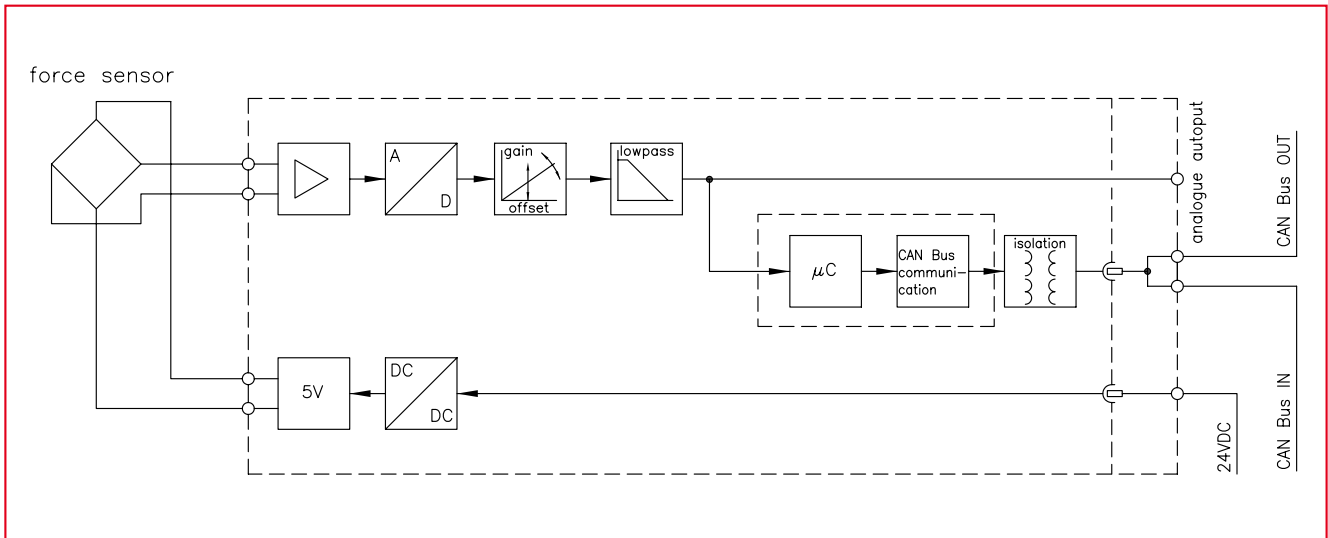 force sensor
A
D
gain
offset
lowpass
analogue autoput
CAN Bus OUT
µC
CAN Bus
communi-
cation
isolation
5V
DC
DC
24VDC
CAN Bus IN